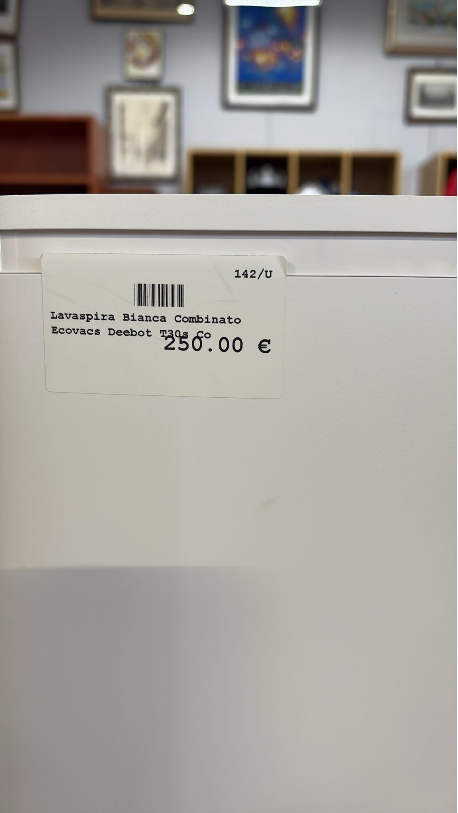 142/U
Lavaspira Bianca Combinato
Ecovacs Deebot T30s Co
250.00 €